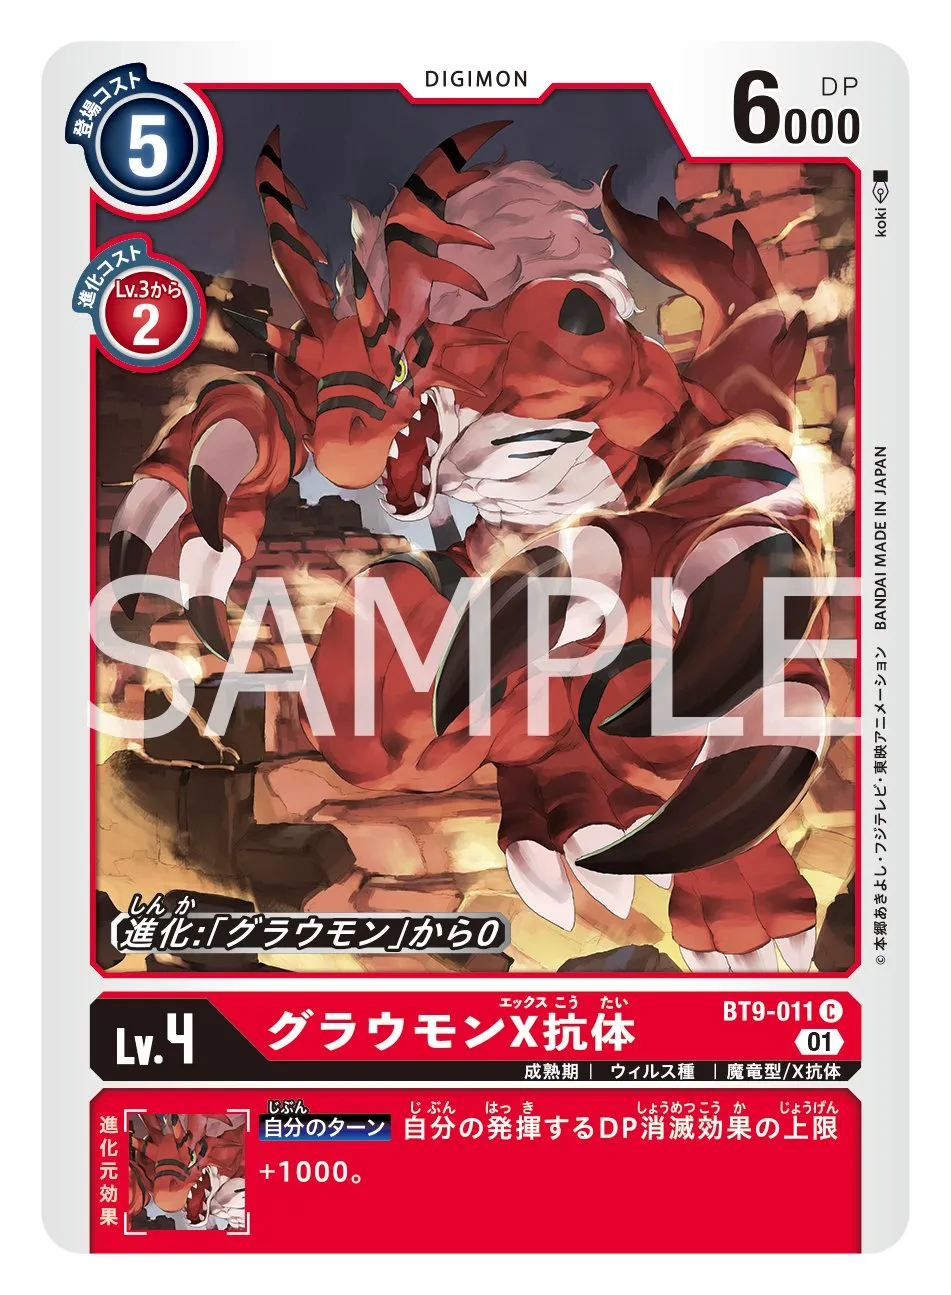 DIGIMON
登場コスト
5
DP
6000
進化コスト
Lv.3から
2
koki
BANDAI MADE IN JAPAN
©本郷あきよし・フジテレビ・東映アニメーション
SAMPLE
しんか
進化:「グラウモン」から0
Lv.4
エックス こう たい
グラウモンX抗体
BT9-011 C
01
成熟期 | ウィルス種 | 魔竜型/X抗体
進化元効果
じぶん じぶん はっき しょうめつこうか じょうげん
自分のターン 自分の発揮するDP消滅効果の上限
+1000。